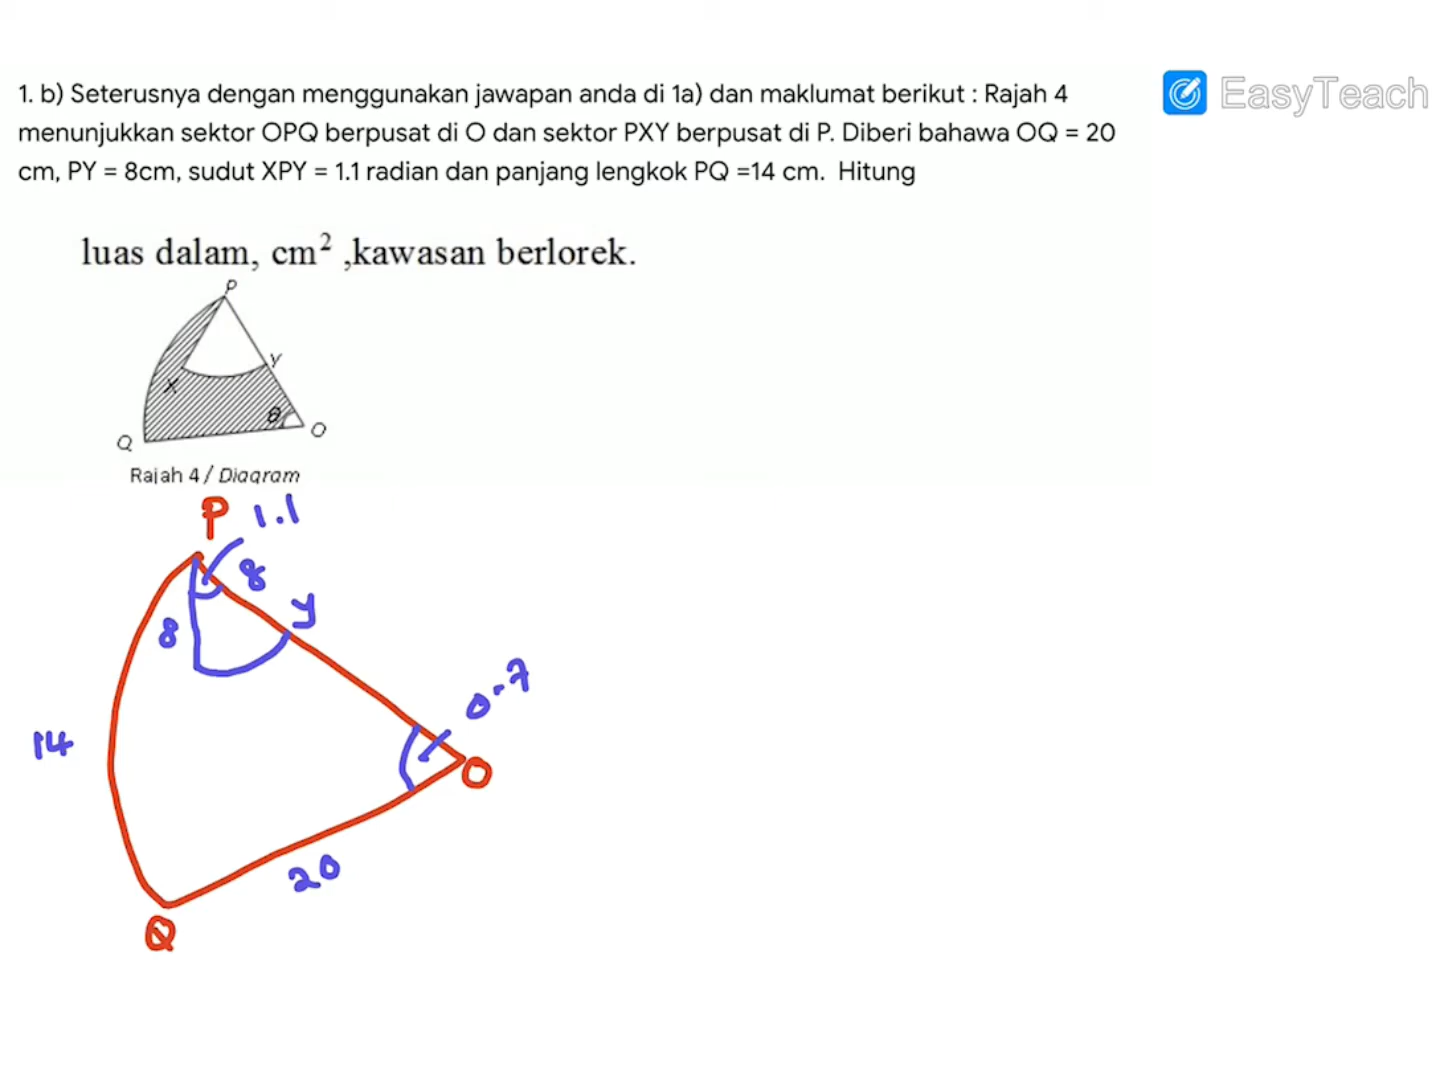 1. b) Seterusnya dengan menggunakan jawapan anda di 1a) dan maklumat berikut : Rajah 4
menunjukkan sektor OPQ berpusat di O dan sektor PXY berpusat di P. Diberi bahawa OQ = 20
cm, PY = 8cm, sudut XPY = 1.1 radian dan panjang lengkok PQ =14 cm.  Hitung
EasyTeach
luas dalam, cm² ,kawasan berlorek.
P
Y
X
θ
Q
O
Rajah 4 / Diagram
P 1.1
8
y
8
0.7
14
O
20
Q